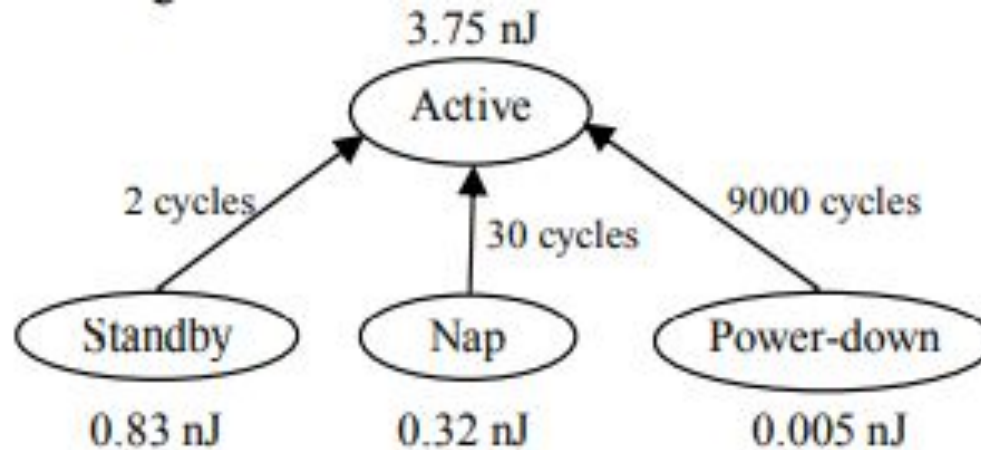 3.75 nJ
Active
2 cycles
30 cycles
9000 cycles
Standby
Nap
Power-down
0.83 nJ
0.32 nJ
0.005 nJ